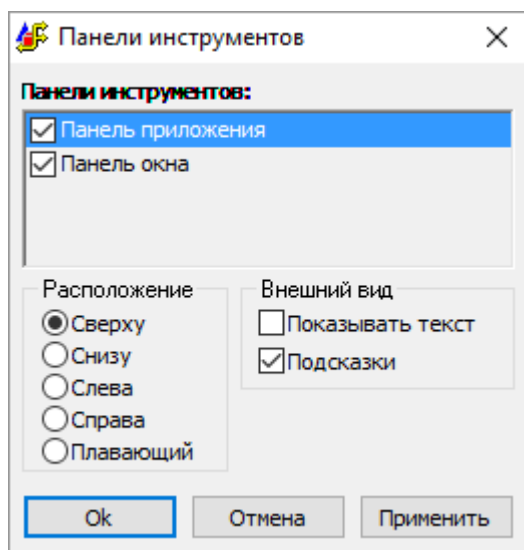 Панели инструментов
Панели инструментов:
Панель приложения
Панель окна
Расположение
Сверху
Снизу
Слева
Справа
Плавающий
Внешний вид
Показывать текст
Подсказки
Ok
Отмена
Применить